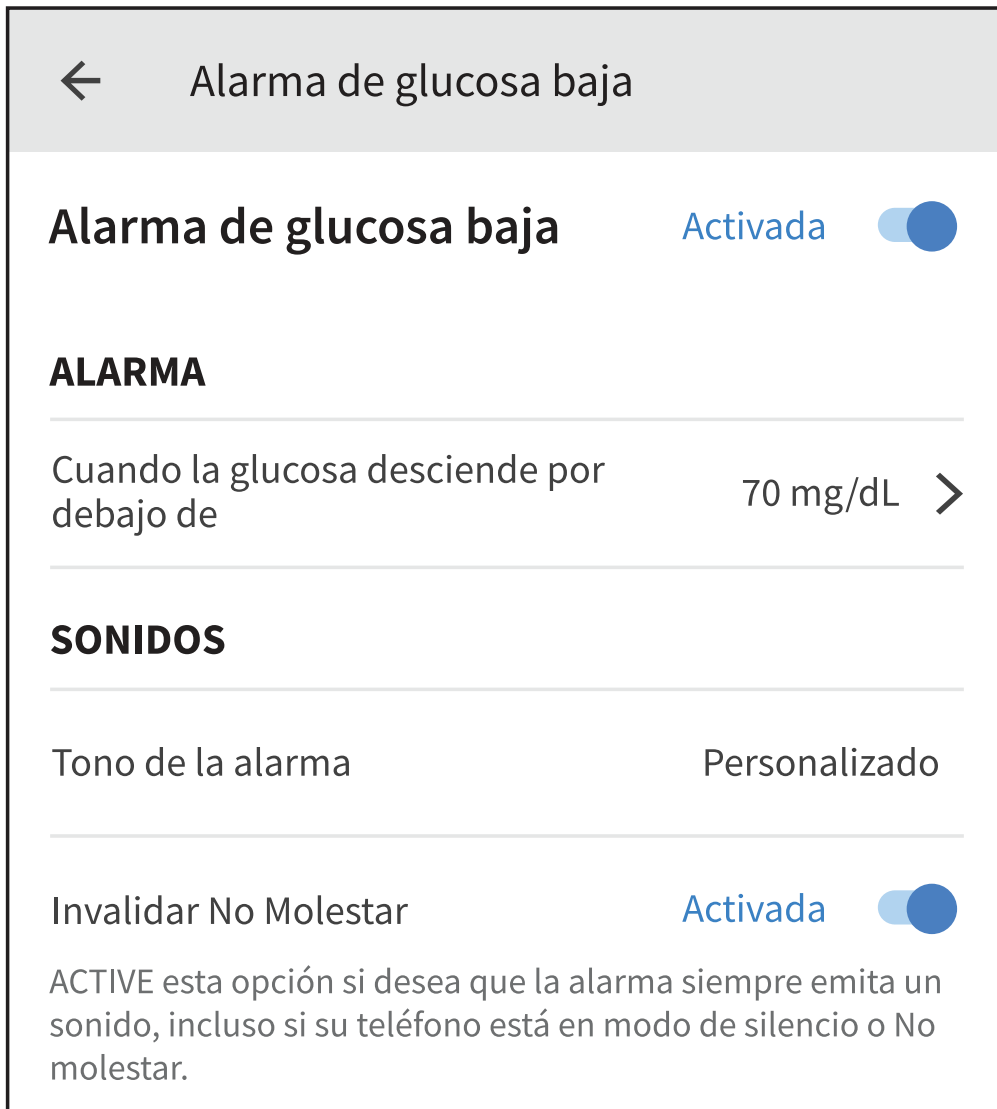 Alarma de glucosa baja
Alarma de glucosa baja Activada
ALARMA
Cuando la glucosa desciende por
debajo de
70 mg/dL
SONIDOS
Tono de la alarma Personalizado
Invalidar No Molestar Activada
ACTIVE esta opción si desea que la alarma siempre emita un
sonido, incluso si su teléfono está en modo de silencio o No
molestar.